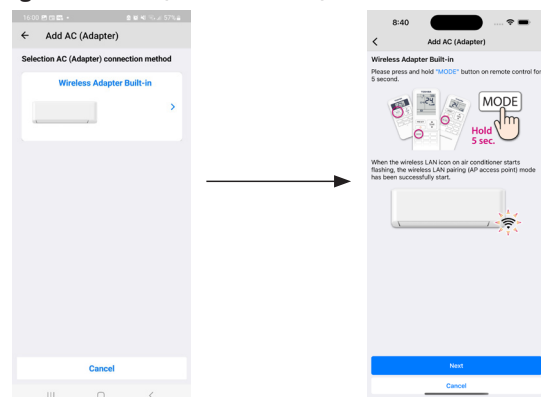 16:00
57%
← Add AC (Adapter)
Selection AC (Adapter) connection method
Wireless Adapter Built-in
>
Cancel
8:40
< Add AC (Adapter)
Wireless Adapter Built-in
Please press and hold "MODE" button on remote control for
5 second.
MODE
Hold
5 sec.
When the wireless LAN icon on air conditioner starts
flashing, the wireless LAN pairing (AP access point) mode
has been successfully start.
Next
Cancel